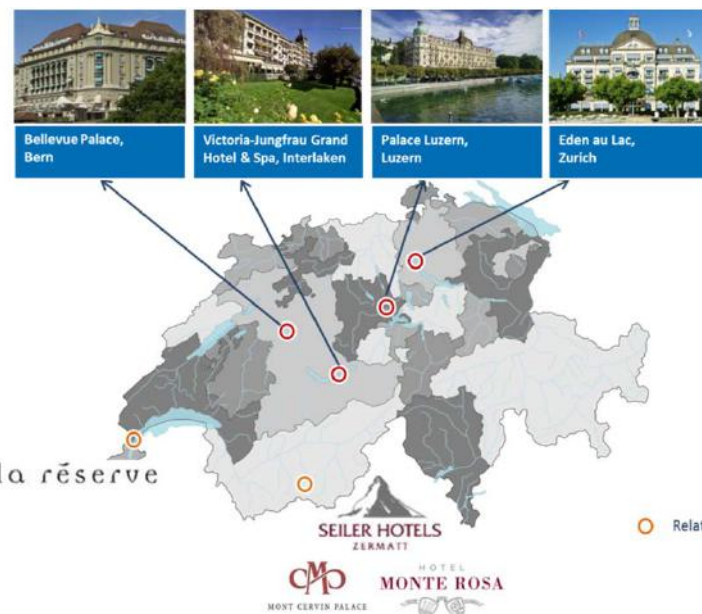 Bellevue Palace,
Bern
Victoria-Jungfrau Grand
Hotel & Spa, Interlaken
Palace Luzern,
Luzern
Eden au Lac,
Zurich
la réserve
SEILER HOTELS
ZERMATT
MONT CERVIN PALACE
HOTEL
MONTE ROSA